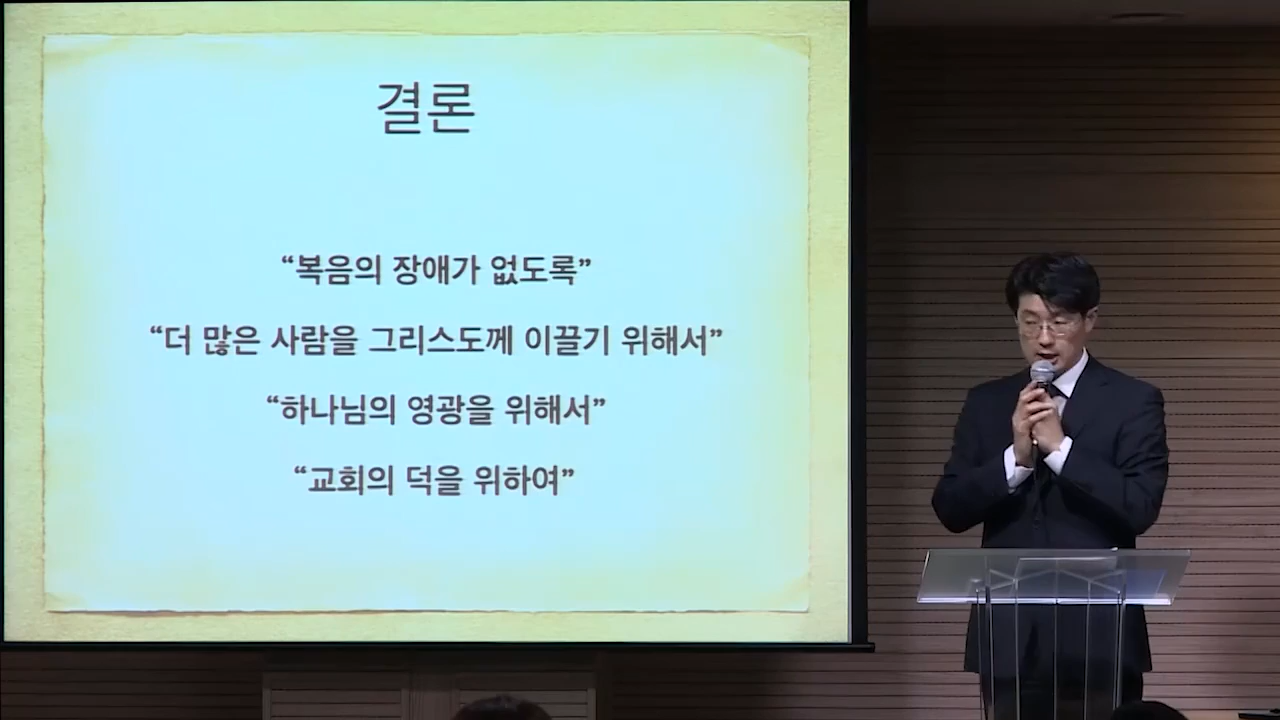 결론
“복음의 장애가 없도록”
“더 많은 사람을 그리스도께 이끌기 위해서”
“하나님의 영광을 위해서”
“교회의 덕을 위하여”